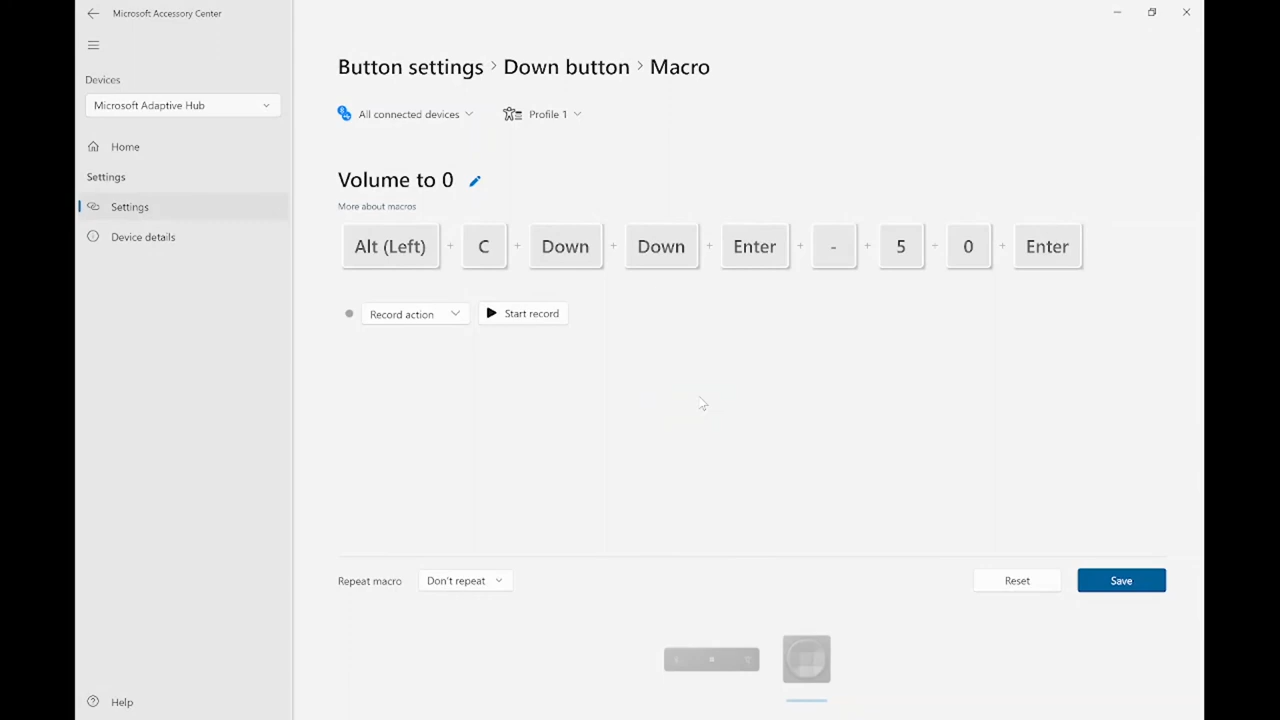 Microsoft Accessory Center
Devices
Microsoft Adaptive Hub
Home
Settings
Settings
Device details
Help
Button settings > Down button > Macro
All connected devices Profile 1
Volume to 0
More about macros
Alt (Left) + C + Down + Down + Enter + - + 5 + 0 + Enter
Record action Start record
Repeat macro Don't repeat Reset Save